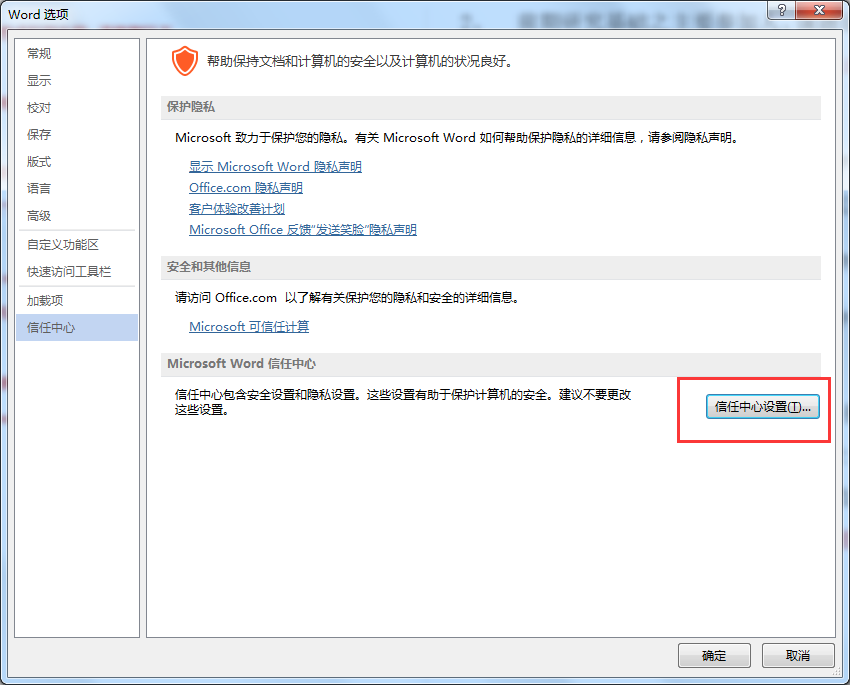 Word 选项
常规
显示
校对
保存
版式
语言
高级
自定义功能区
快速访问工具栏
加载项
信任中心
帮助保持文档和计算机的安全以及计算机的状况良好。
保护隐私
Microsoft 致力于保护您的隐私。有关 Microsoft Word 如何帮助保护隐私的详细信息，请参阅隐私声明。
显示 Microsoft Word 隐私声明
Office.com 隐私声明
客户体验改善计划
Microsoft Office 反馈“发送笑脸”隐私声明
安全和其他信息
请访问 Office.com  以了解有关保护您的隐私和安全的详细信息。
Microsoft 可信任计算
Microsoft Word 信任中心
信任中心包含安全设置和隐私设置。这些设置有助于保护计算机的安全。建议不要更改
这些设置。
信任中心设置(T)...
确定
取消